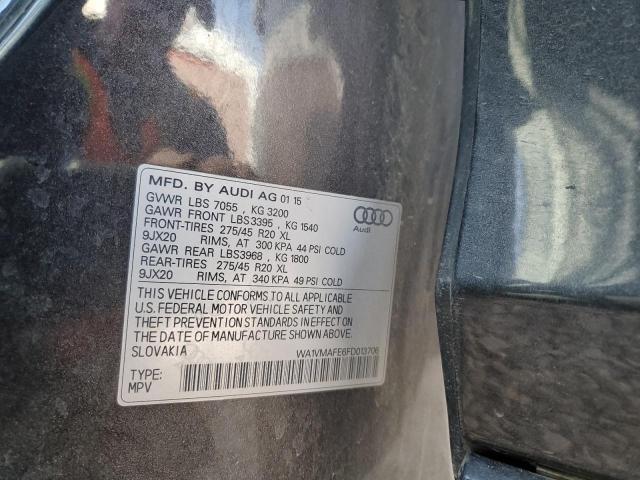 MFD. BY AUDI AG 01 15
GVWR LBS 7055 , KG 3200
GAWR FRONT LBS3395 , KG 1540
FRONT-TIRES 275/45 R20 XL
9JX20 RIMS, AT 300 KPA 44 PSI COLD
GAWR REAR LBS3968 , KG 1800
REAR-TIRES 275/45 R20 XL
9JX20 RIMS, AT 340 KPA 49 PSI COLD
Audi
THIS VEHICLE CONFORMS TO ALL APPLICABLE
U.S. FEDERAL MOTOR VEHICLE SAFETY AND
THEFT PREVENTION STANDARDS IN EFFECT ON
THE DATE OF MANUFACTURE SHOWN ABOVE.
SLOVAKIA WA1VMAFE6FD013706
TYPE:
MPV